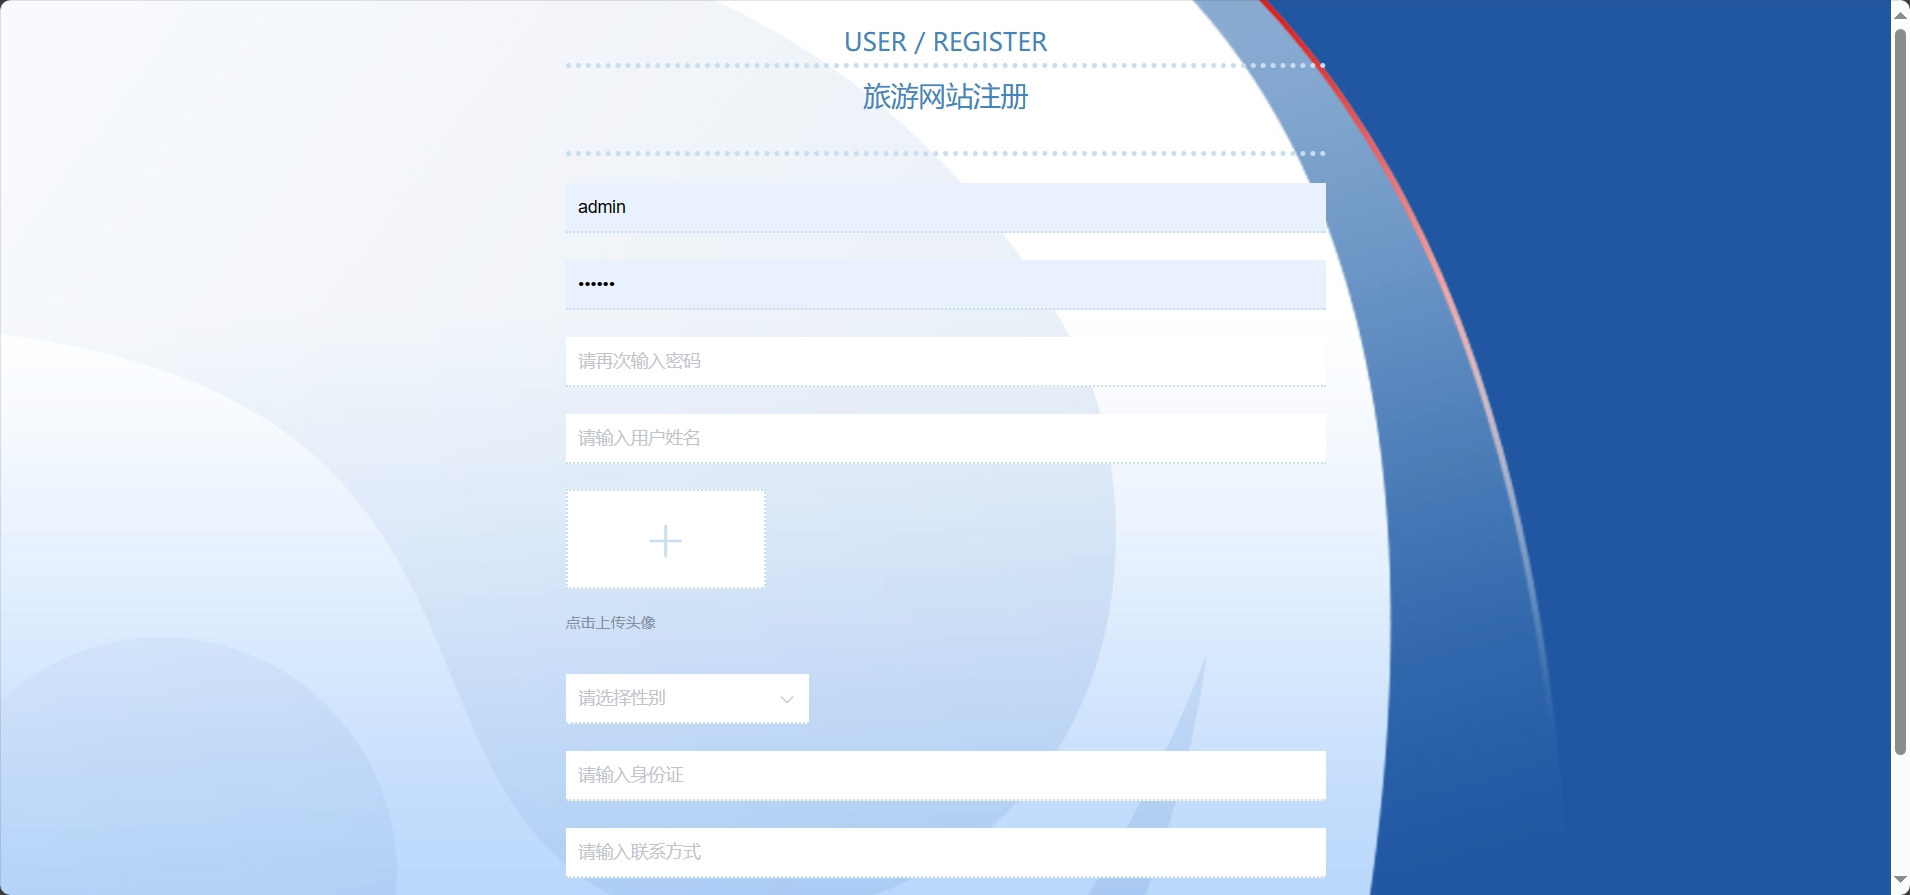 USER / REGISTER
旅游网站注册
admin
••••••
请再次输入密码
请输入用户姓名
点击上传头像
请选择性别
请输入身份证
请输入联系方式